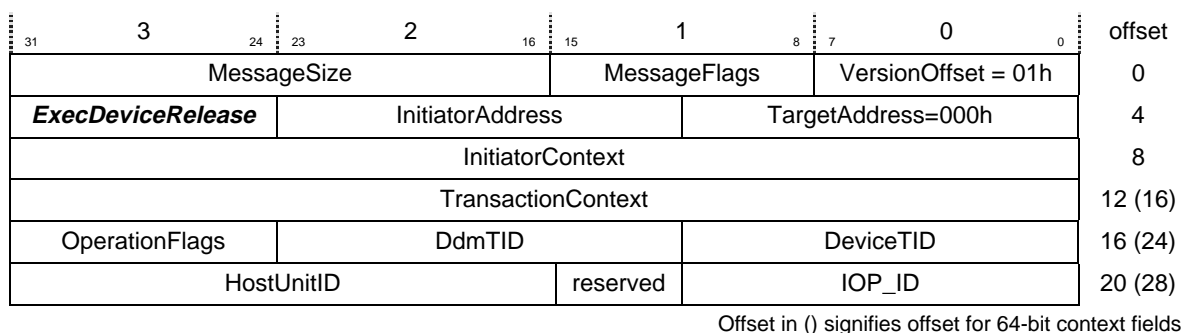 3 2 1 0 offset
31 24 23 16 15 8 7 0
MessageSize MessageFlags VersionOffset = 01h 0
ExecDeviceRelease InitiatorAddress TargetAddress=000h 4
InitiatorContext 8
TransactionContext 12 (16)
OperationFlags DdmTID DeviceTID 16 (24)
HostUnitID reserved IOP_ID 20 (28)
Offset in () signifies offset for 64-bit context fields